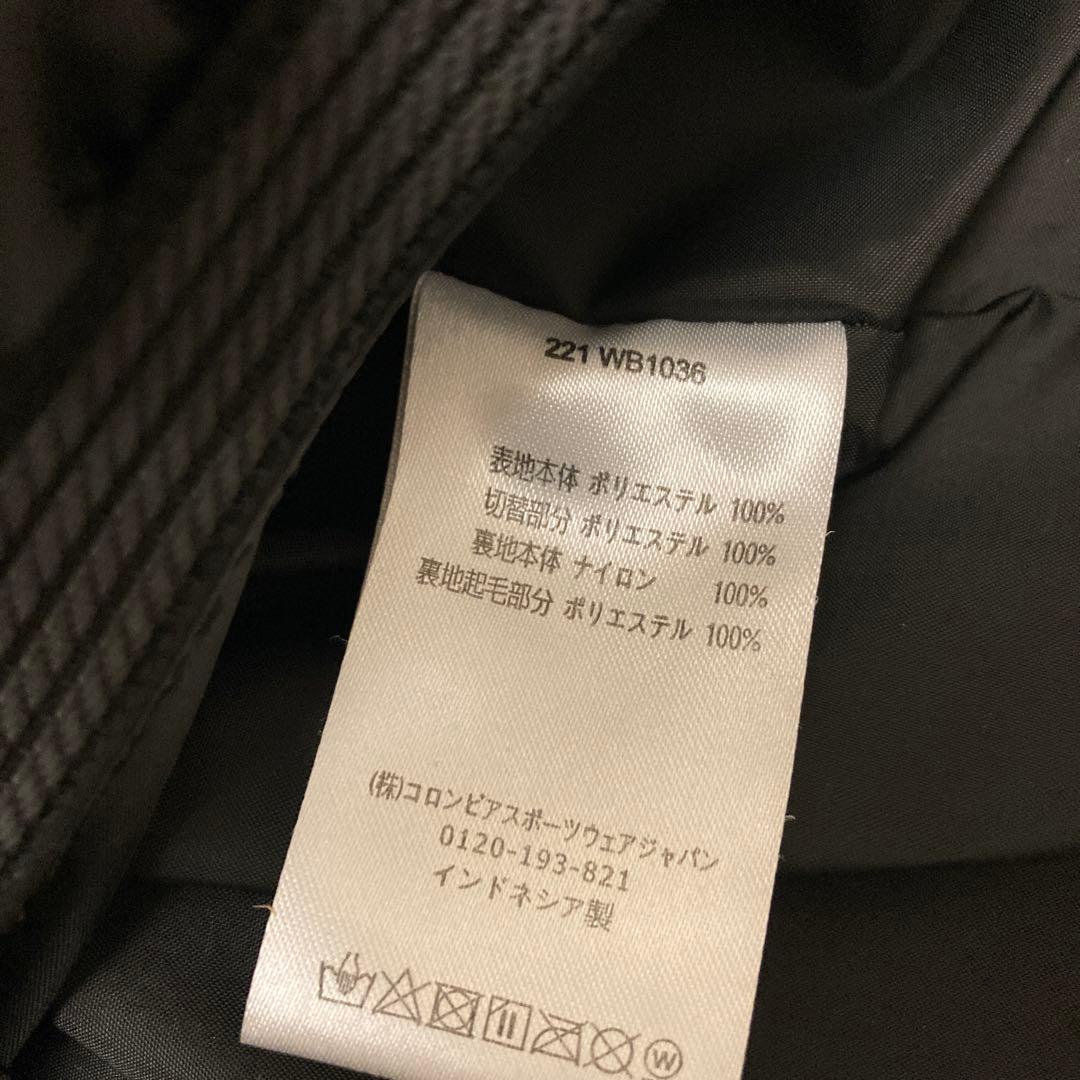 221 WB1036
表地本体 ポリエステル 100%
切替部分 ポリエステル 100%
裏地本体 ナイロン 100%
裏地起毛部分 ポリエステル 100%
(株)コロンビアスポーツウェアジャパン
0120-193-821
インドネシア製
W